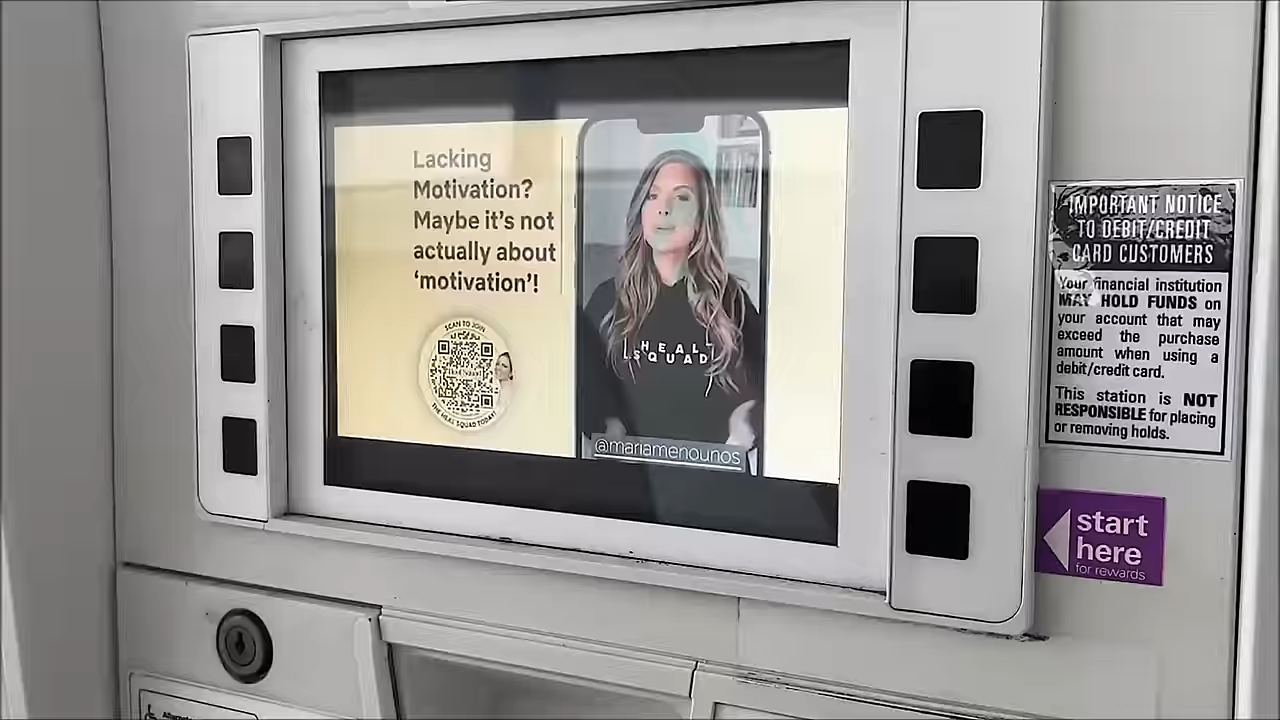 Lacking
Motivation?
Maybe it's not
actually about
'motivation'!
SCAN TO JOIN
THE HEAL SQUAD TODAY!
HEAL
SQUAD
@mariamenounos
IMPORTANT NOTICE
TO DEBIT/CREDIT
CARD CUSTOMERS
Your financial institution
MAY HOLD FUNDS on
your account that may
exceed the purchase
amount when using a
debit/credit card.
This station is NOT
RESPONSIBLE for placing
or removing holds.
start
here
for rewards